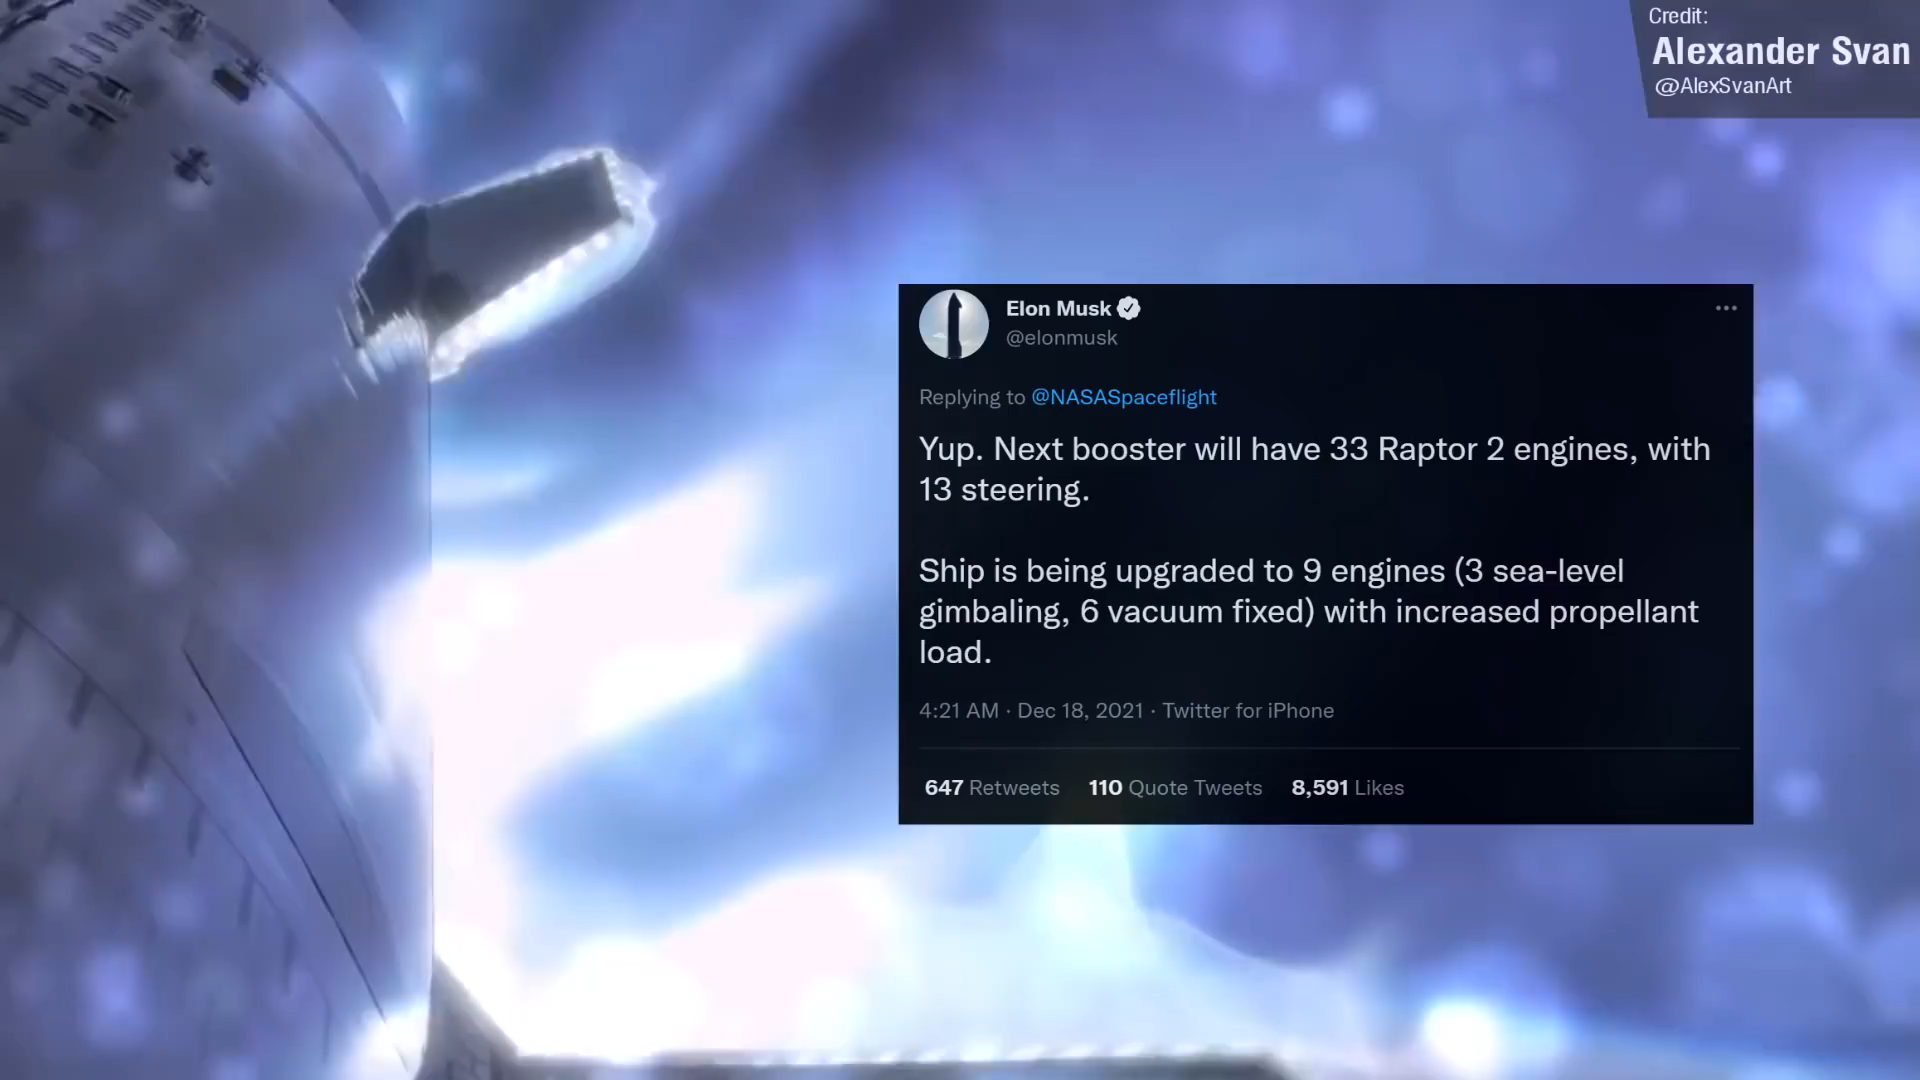 Credit:
Alexander Svan
@AlexSvanArt
Elon Musk
@elonmusk
Replying to @NASASpaceflight
Yup. Next booster will have 33 Raptor 2 engines, with
13 steering.
Ship is being upgraded to 9 engines (3 sea-level
gimbaling, 6 vacuum fixed) with increased propellant
load.
4:21 AM · Dec 18, 2021 · Twitter for iPhone
647 Retweets 110 Quote Tweets 8,591 Likes